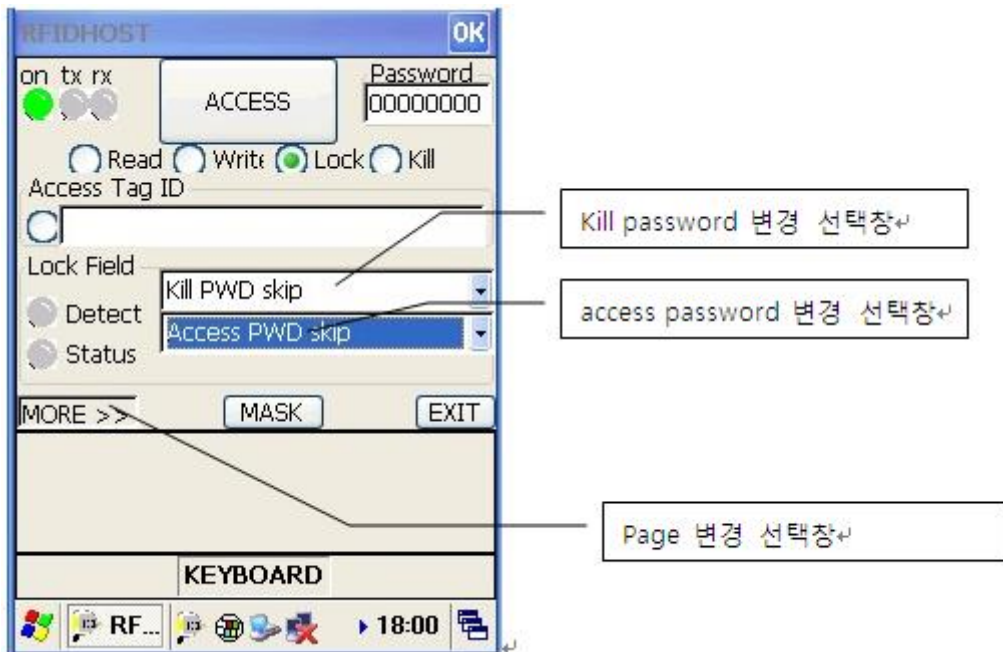 RFIDHOST OK
on tx rx
ACCESS
Password
00000000
Read Write Lock Kill
Access Tag ID
Kill password 변경 선택창
Lock Field
Kill PWD skip
Detect
access password 변경 선택창
Access PWD skip
Status
MORE >> MASK EXIT
Page 변경 선택창
KEYBOARD
RF... 18:00